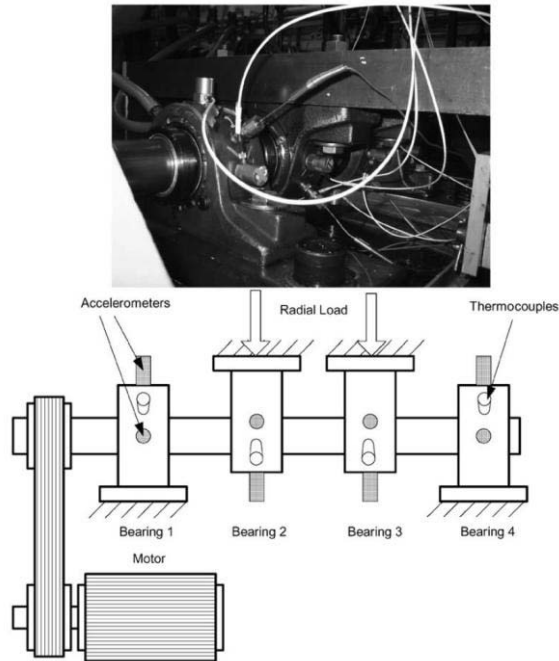 Accelerometers
Radial Load
Thermocouples
Bearing 1
Bearing 2
Bearing 3
Bearing 4
Motor